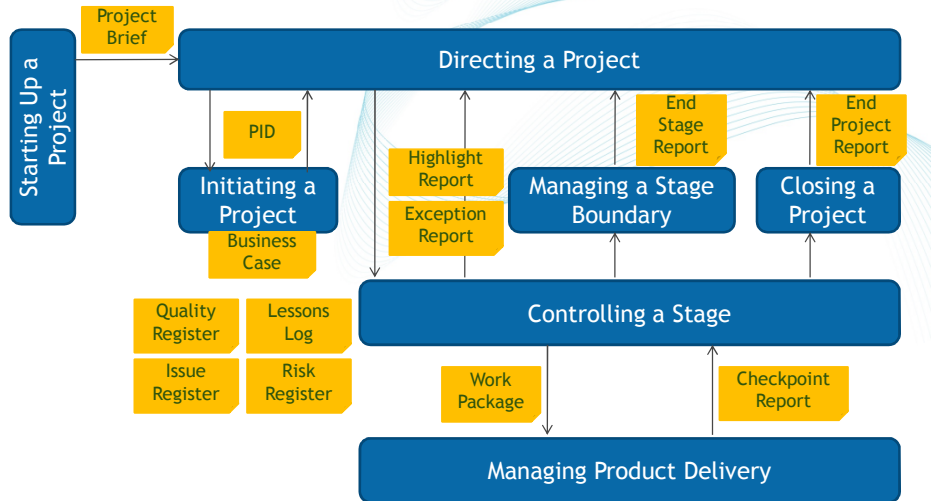 Project
Brief
Starting Up a
Project
Directing a Project
PID
Highlight
Report
Exception
Report
End
Stage
Report
End
Project
Report
Initiating a
Project
Business
Case
Managing a Stage
Boundary
Closing a
Project
Quality
Register
Lessons
Log
Issue
Register
Risk
Register
Controlling a Stage
Work
Package
Checkpoint
Report
Managing Product Delivery